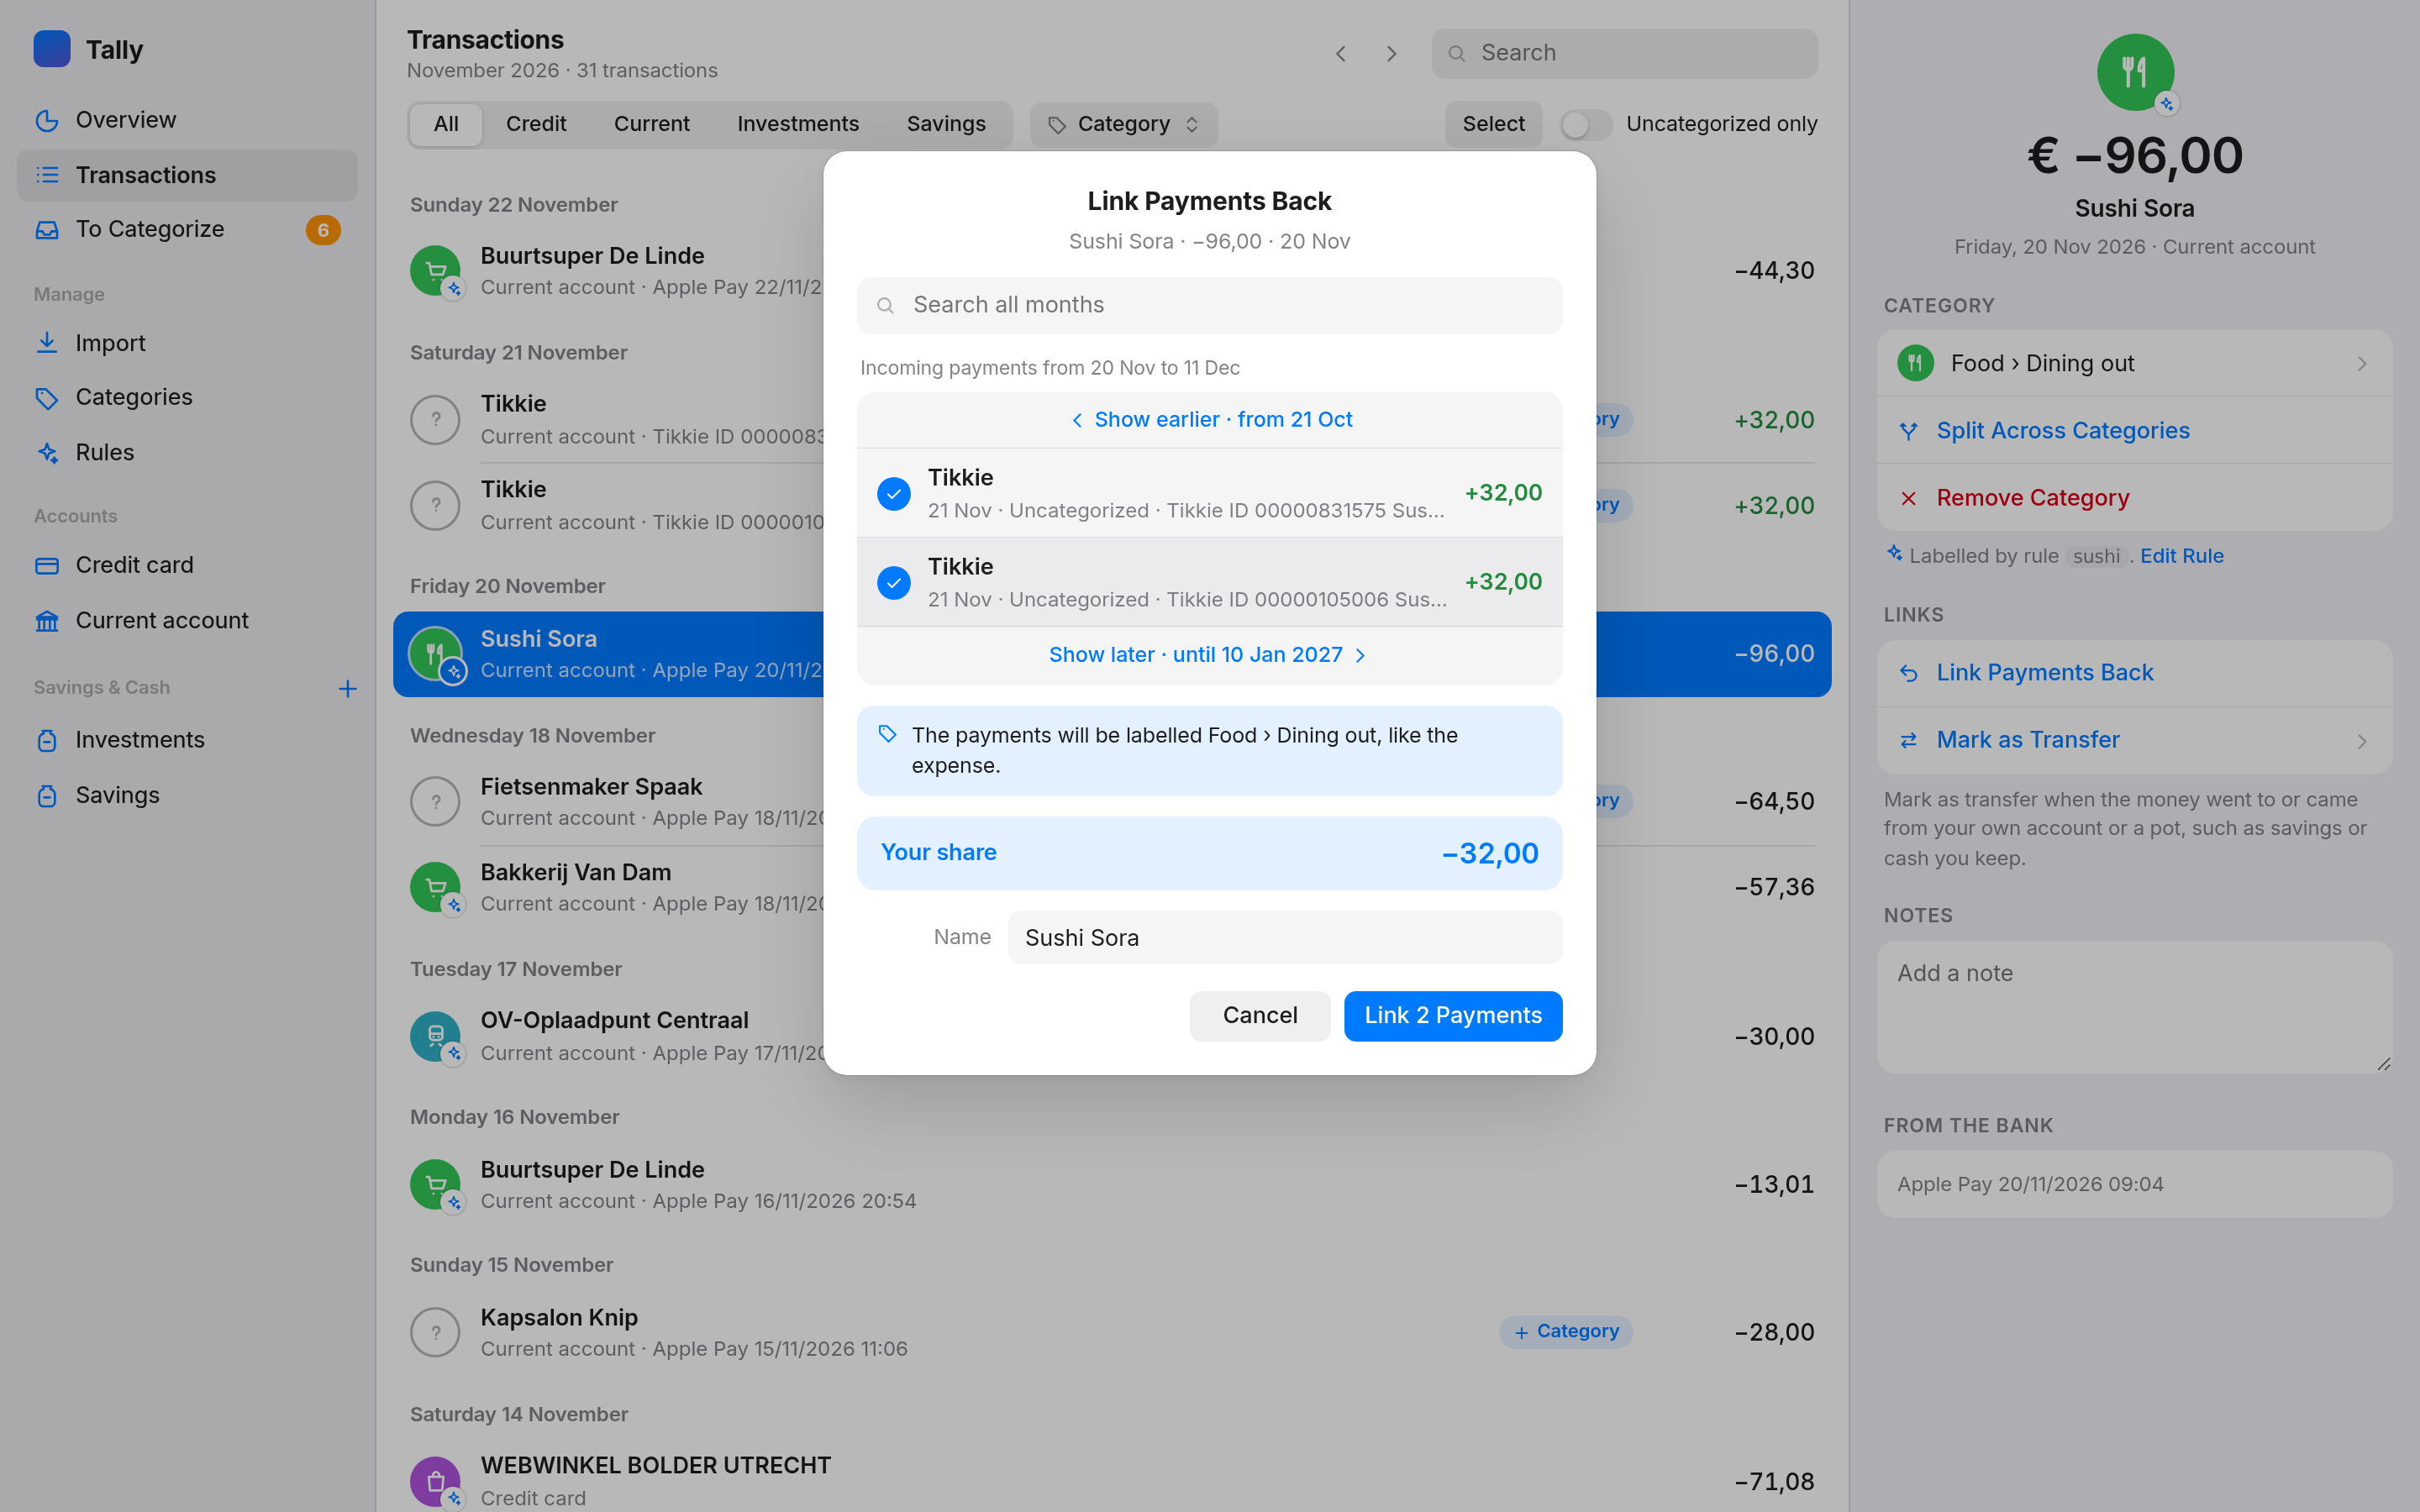 Tally
Overview
Transactions
To Categorize 6
Manage
Import
Categories
Rules
Accounts
Credit card
Current account
Savings & Cash
Investments
Savings
Transactions
November 2026 · 31 transactions
Search
All Credit Current Investments Savings
Category
Select
Uncategorized only
Sunday 22 November
Buurtsuper De Linde
Current account · Apple Pay 22/11/2
−44,30
Saturday 21 November
Tikkie
Current account · Tikkie ID 0000083
+32,00
Tikkie
Current account · Tikkie ID 0000010
+32,00
Friday 20 November
Sushi Sora
Current account · Apple Pay 20/11/2
−96,00
Wednesday 18 November
Fietsenmaker Spaak
Current account · Apple Pay 18/11/20
−64,50
Bakkerij Van Dam
Current account · Apple Pay 18/11/20
−57,36
Tuesday 17 November
OV-Oplaadpunt Centraal
Current account · Apple Pay 17/11/20
−30,00
Monday 16 November
Buurtsuper De Linde
Current account · Apple Pay 16/11/2026 20:54
−13,01
Sunday 15 November
Kapsalon Knip
Current account · Apple Pay 15/11/2026 11:06
+ Category
−28,00
Saturday 14 November
WEBWINKEL BOLDER UTRECHT
Credit card
−71,08
Link Payments Back
Sushi Sora · −96,00 · 20 Nov
Search all months
Incoming payments from 20 Nov to 11 Dec
Show earlier · from 21 Oct
Tikkie
21 Nov · Uncategorized · Tikkie ID 00000831575 Sus...
+32,00
Tikkie
21 Nov · Uncategorized · Tikkie ID 00000105006 Sus...
+32,00
Show later · until 10 Jan 2027
The payments will be labelled Food › Dining out, like the
expense.
Your share −32,00
Name Sushi Sora
Cancel
Link 2 Payments
€ −96,00
Sushi Sora
Friday, 20 Nov 2026 · Current account
CATEGORY
Food › Dining out
Split Across Categories
Remove Category
Labelled by rule sushi. Edit Rule
LINKS
Link Payments Back
Mark as Transfer
Mark as transfer when the money went to or came
from your own account or a pot, such as savings or
cash you keep.
NOTES
Add a note
FROM THE BANK
Apple Pay 20/11/2026 09:04